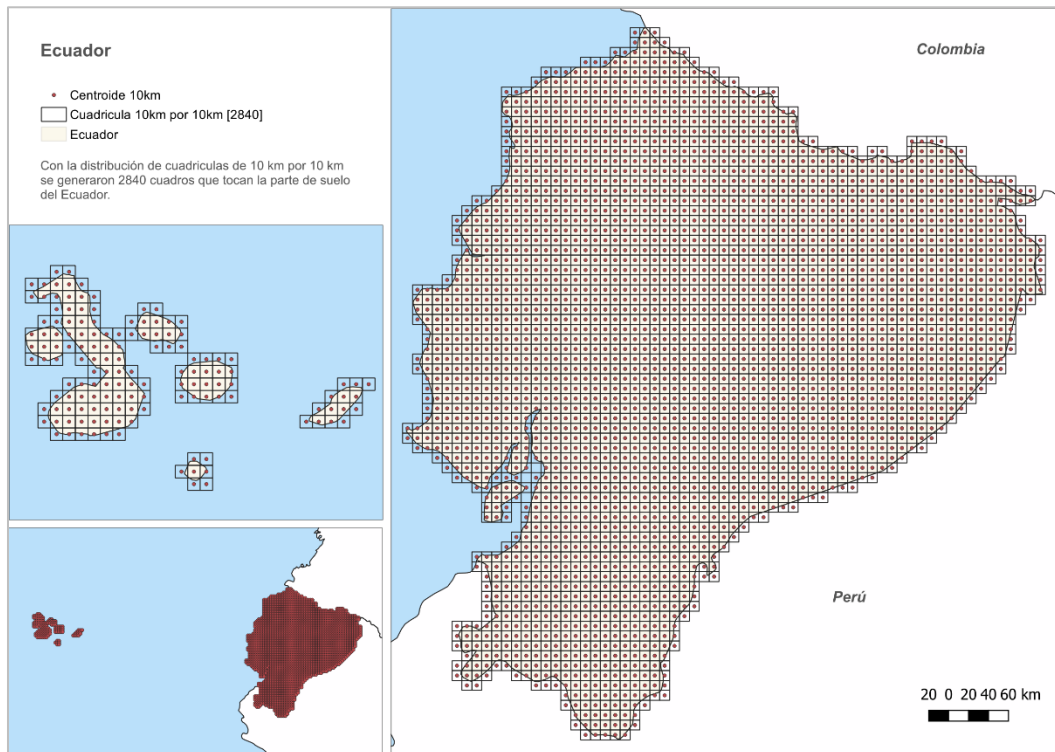 Ecuador
Centroide 10km
Cuadricula 10km por 10km [2840]
Ecuador
Con la distribución de cuadriculas de 10 km por 10 km
se generaron 2840 cuadros que tocan la parte de suelo
del Ecuador.
Colombia
Perú
20 0 20 40 60 km